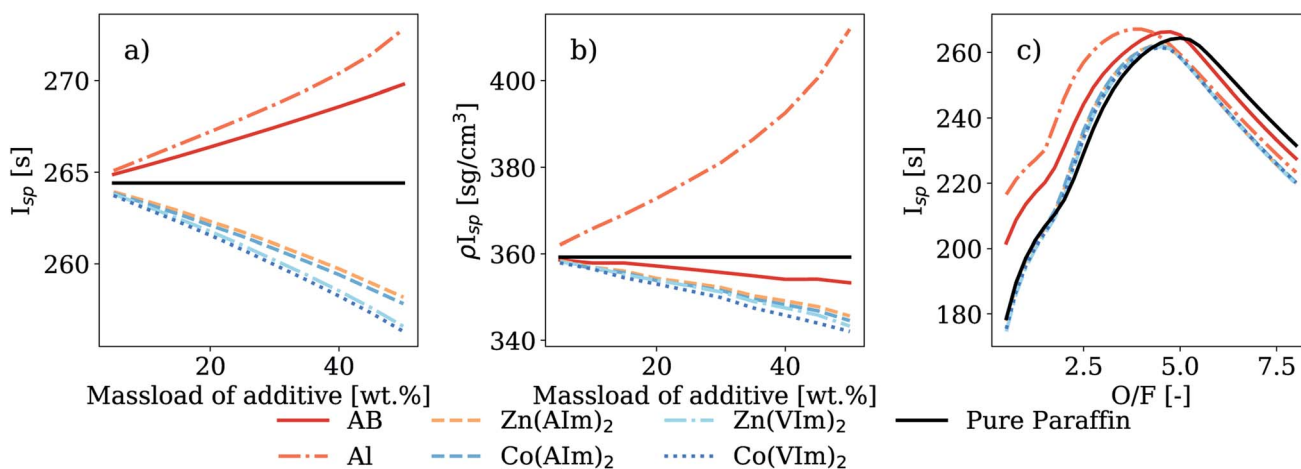 a)
270
265
260
I_sp [s]
20
40
Massload of additive [wt.%]
b)
400
380
360
340
ρI_sp [sg/cm³]
20
40
Massload of additive [wt.%]
c)
260
240
220
200
180
I_sp [s]
2.5
5.0
7.5
O/F [-]
AB
Zn(AIm)₂
Zn(VIm)₂
Pure Paraffin
Al
Co(AIm)₂
Co(VIm)₂